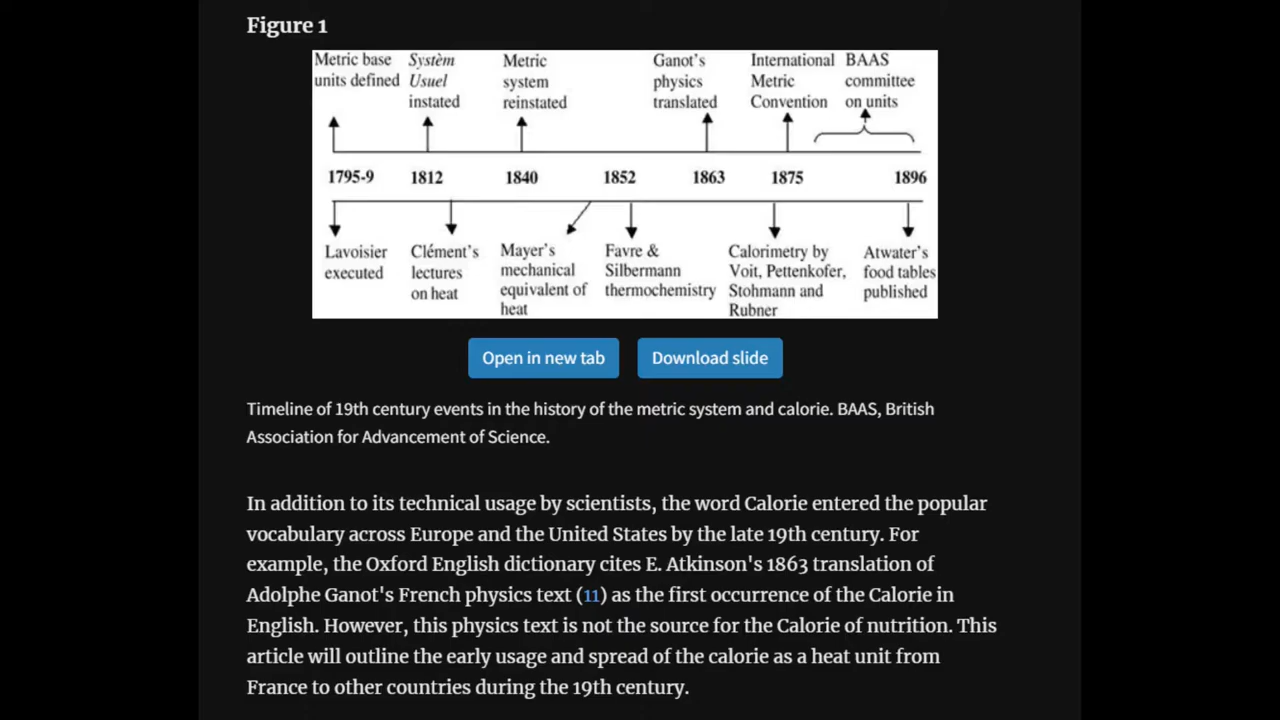 Figure 1
Metric base units defined
Systèm Usuel instated
Metric system reinstated
Ganot's physics translated
International Metric Convention
BAAS committee on units
1795-9 1812 1840 1852 1863 1875 1896
Lavoisier executed
Clément's lectures on heat
Mayer's mechanical equivalent of heat
Favre & Silbermann thermochemistry
Calorimetry by Voit, Pettenkofer, Stohmann and Rubner
Atwater's food tables published
Open in new tab
Download slide
Timeline of 19th century events in the history of the metric system and calorie. BAAS, British
Association for Advancement of Science.
In addition to its technical usage by scientists, the word Calorie entered the popular
vocabulary across Europe and the United States by the late 19th century. For
example, the Oxford English dictionary cites E. Atkinson's 1863 translation of
Adolphe Ganot's French physics text (11) as the first occurrence of the Calorie in
English. However, this physics text is not the source for the Calorie of nutrition. This
article will outline the early usage and spread of the calorie as a heat unit from
France to other countries during the 19th century.